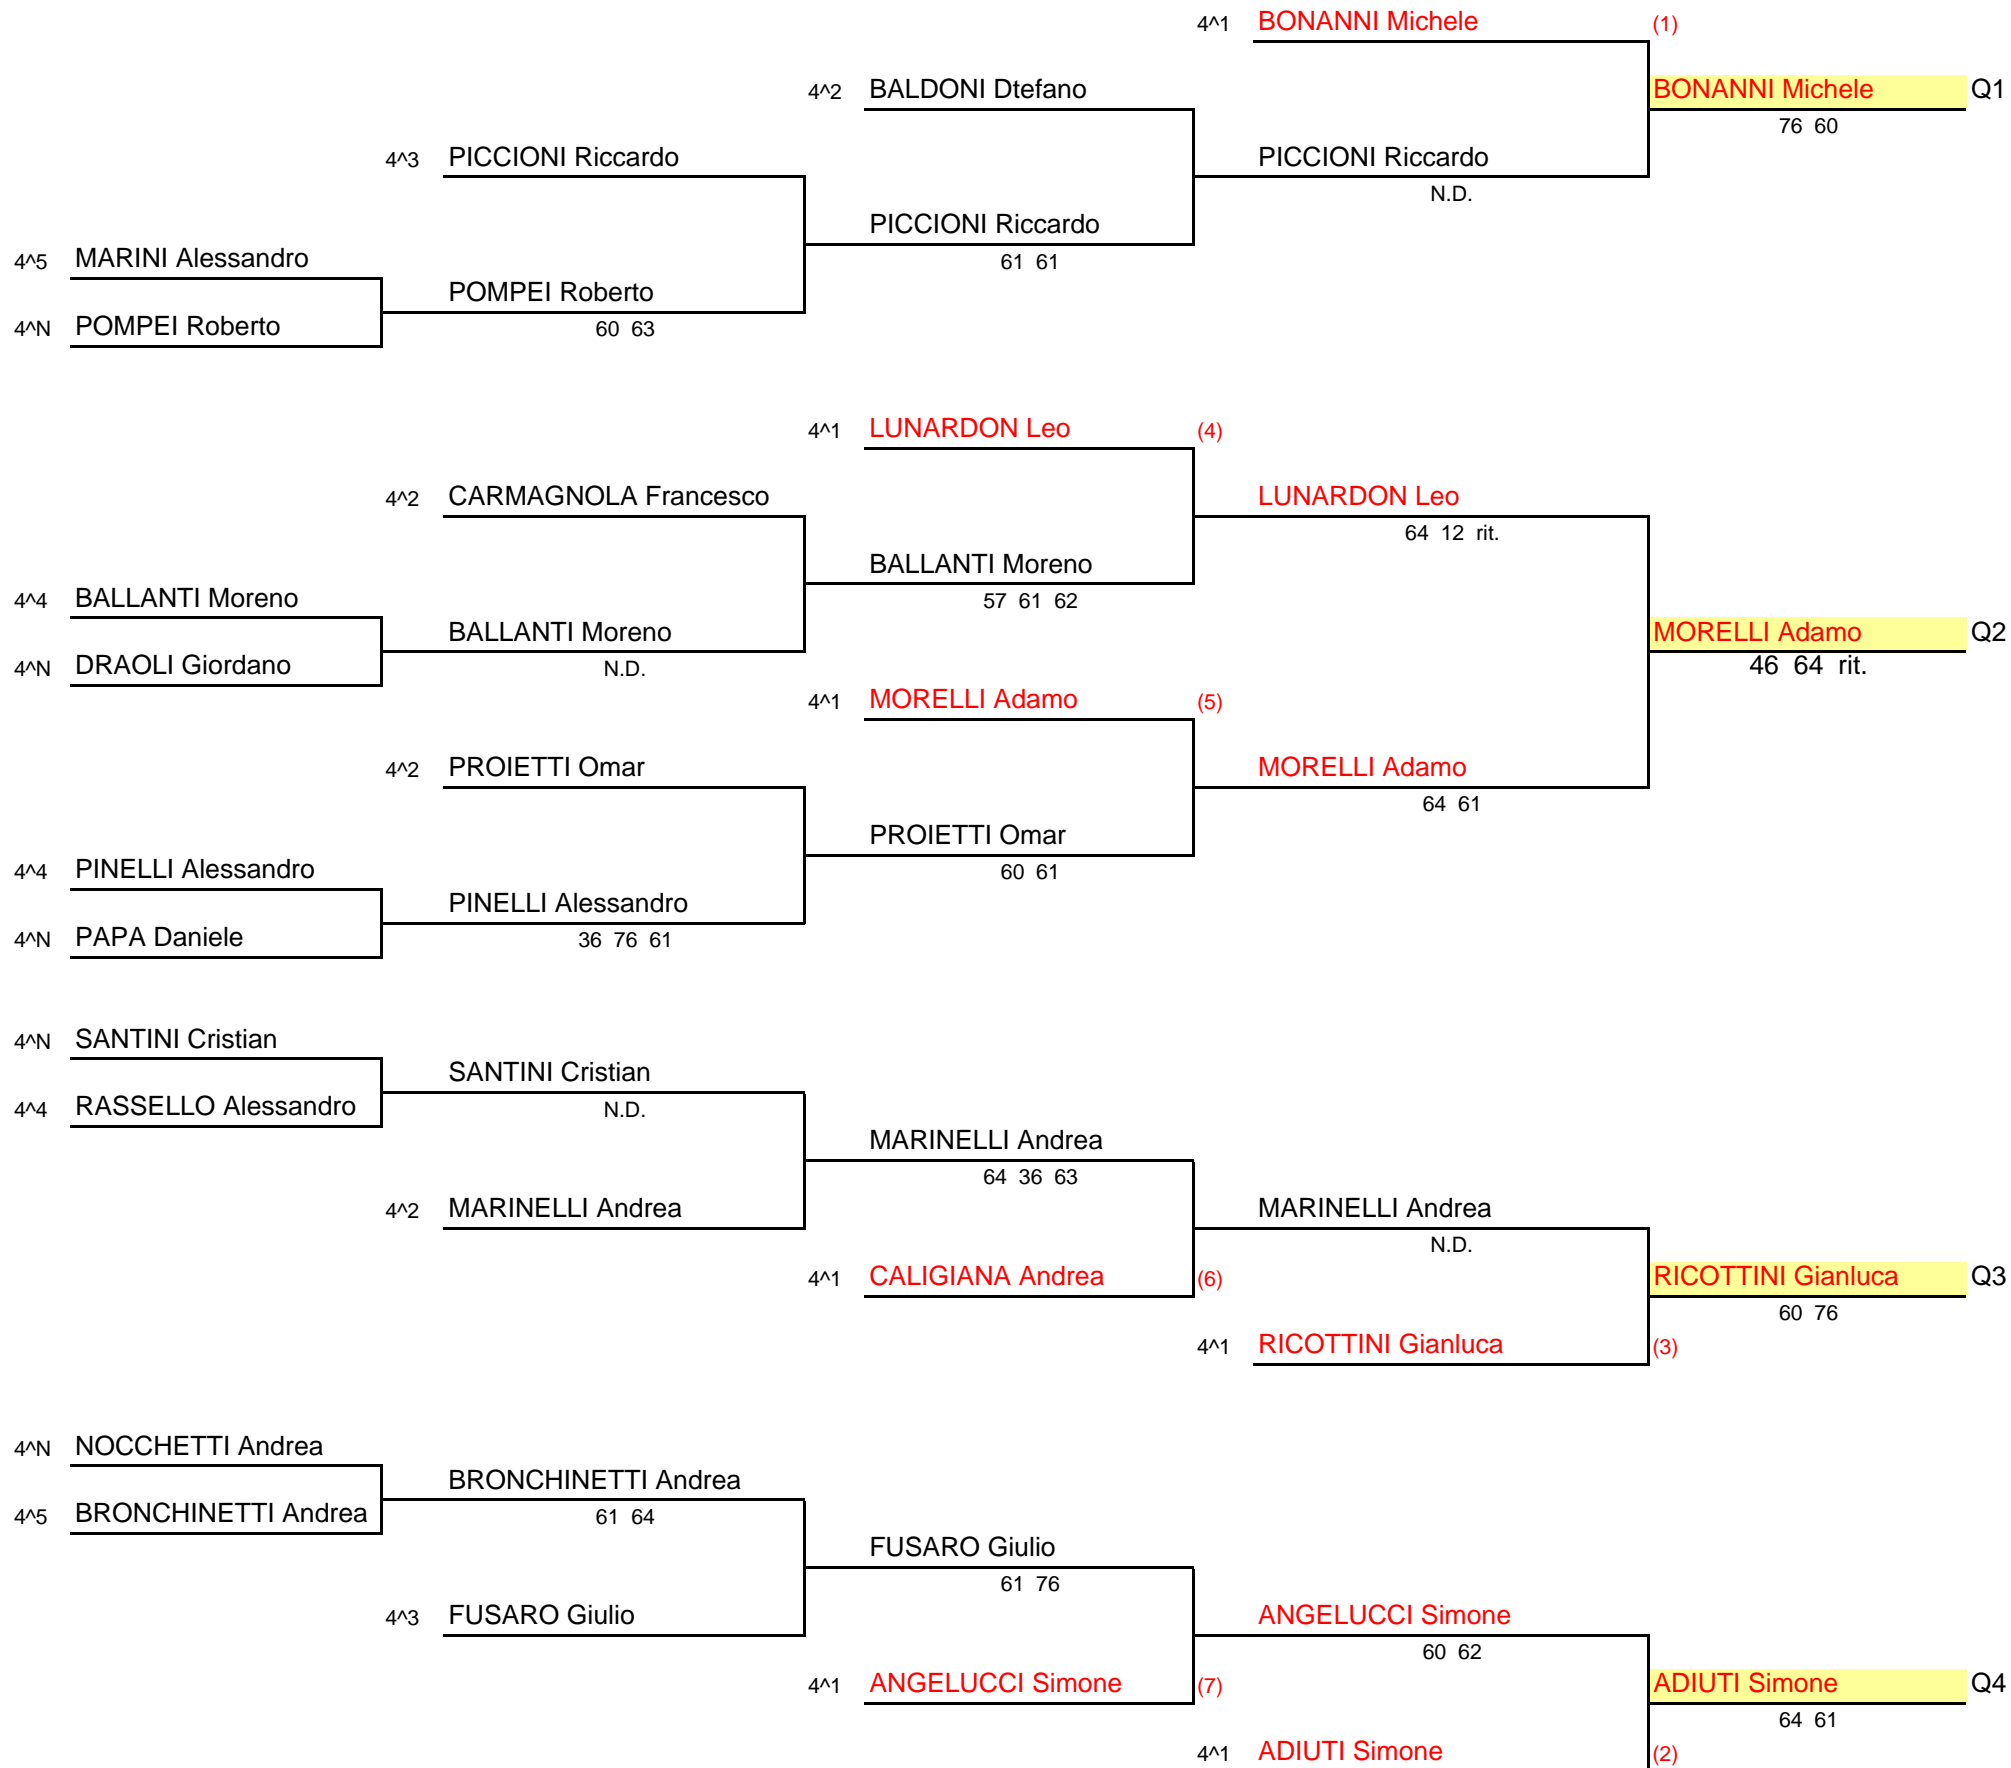 4^1 BONANNI Michele (1)
4^2 BALDONI Dtefano BONANNI Michele Q1
76 60
4^3 PICCIONI Riccardo PICCIONI Riccardo
N.D.
PICCIONI Riccardo
4^5 MARINI Alessandro 61 61
POMPEI Roberto
4^N POMPEI Roberto 60 63
4^1 LUNARDON Leo (4)
4^2 CARMAGNOLA Francesco LUNARDON Leo
64 12 rit.
BALLANTI Moreno
4^4 BALLANTI Moreno 57 61 62
BALLANTI Moreno MORELLI Adamo Q2
4^N DRAOLI Giordano N.D. 46 64 rit.
4^1 MORELLI Adamo (5)
4^2 PROIETTI Omar MORELLI Adamo
64 61
PROIETTI Omar
4^4 PINELLI Alessandro 60 61
PINELLI Alessandro
4^N PAPA Daniele 36 76 61
4^N SANTINI Cristian
SANTINI Cristian
4^4 RASSELLO Alessandro N.D.
MARINELLI Andrea
64 36 63
4^2 MARINELLI Andrea MARINELLI Andrea
N.D.
4^1 CALIGIANA Andrea (6) RICOTTINI Gianluca Q3
60 76
4^1 RICOTTINI Gianluca (3)
4^N NOCCHETTI Andrea
BRONCHINETTI Andrea
4^5 BRONCHINETTI Andrea 61 64
FUSARO Giulio
61 76
4^3 FUSARO Giulio ANGELUCCI Simone
60 62
4^1 ANGELUCCI Simone (7) ADIUTI Simone Q4
64 61
4^1 ADIUTI Simone (2)